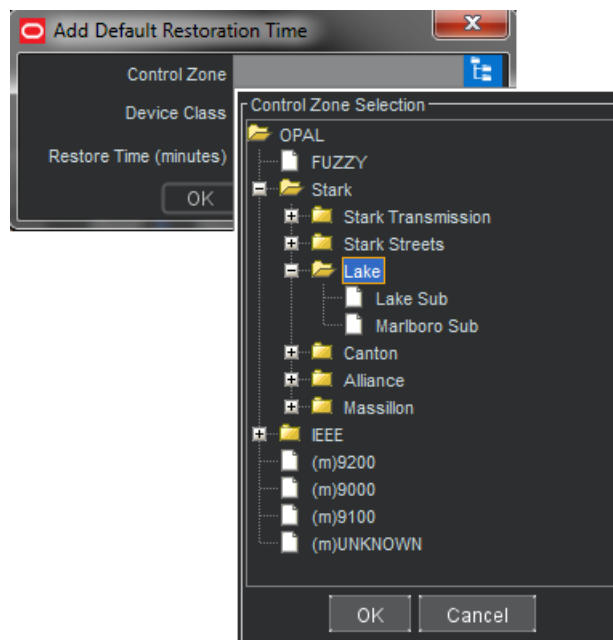 Add Default Restoration Time
Control Zone
Device Class
Restore Time (minutes)
OK
Control Zone Selection
OPAL
FUZZY
Stark
Stark Transmission
Stark Streets
Lake
Lake Sub
Marlboro Sub
Canton
Alliance
Massillon
IEEE
(m)9200
(m)9000
(m)9100
(m)UNKNOWN
OK Cancel